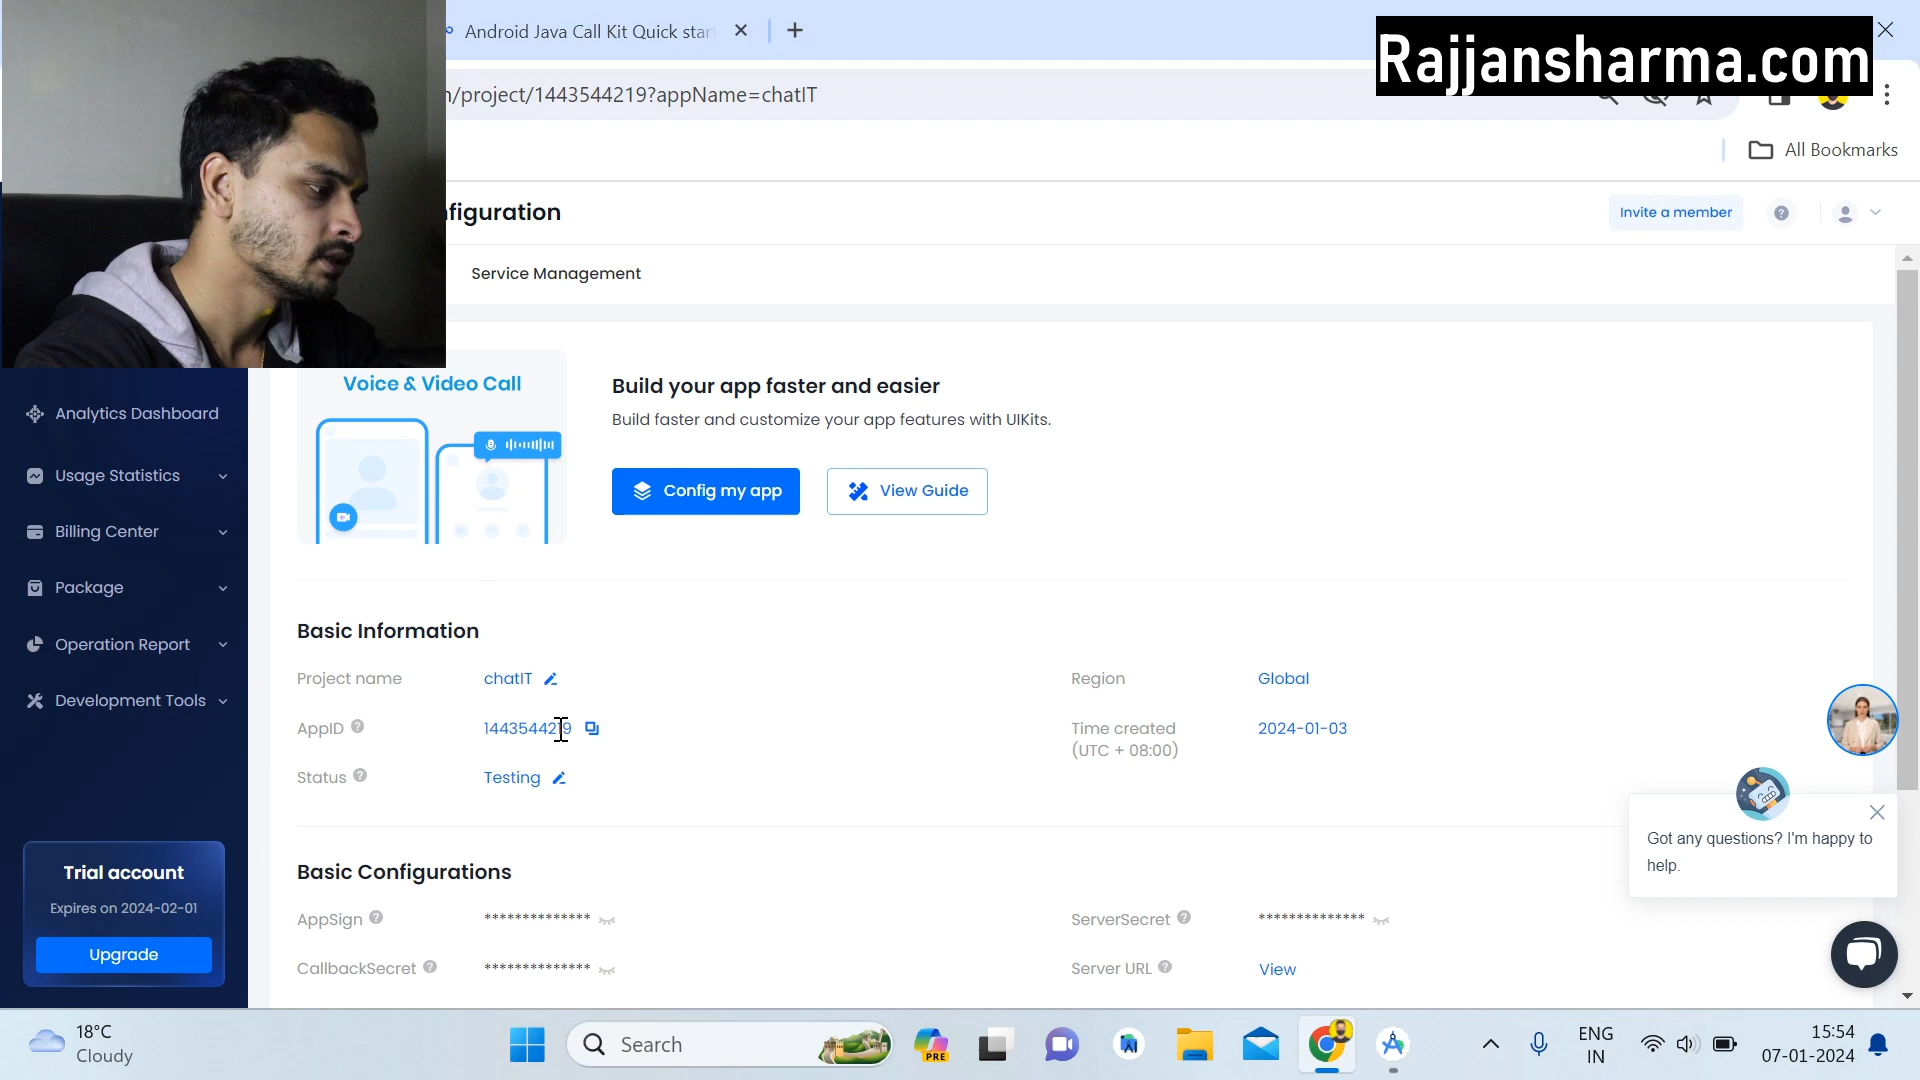 Android Java Call Kit Quick star
Rajjansharma.com
/project/1443544219?appName=chatIT
All Bookmarks
figuration
Invite a member
Service Management
Voice & Video Call
Build your app faster and easier
Build faster and customize your app features with UIKits.
Config my app
View Guide
Analytics Dashboard
Usage Statistics
Billing Center
Package
Operation Report
Development Tools
Trial account
Expires on 2024-02-01
Upgrade
Basic Information
Project name chatIT
Region Global
AppID 1443544219
Time created 2024-01-03
(UTC + 08:00)
Status Testing
Basic Configurations
AppSign **************
ServerSecret **************
CallbackSecret **************
Server URL View
Got any questions? I'm happy to
help.
18°C
Cloudy
Search
PRE
ENG
IN
15:54
07-01-2024